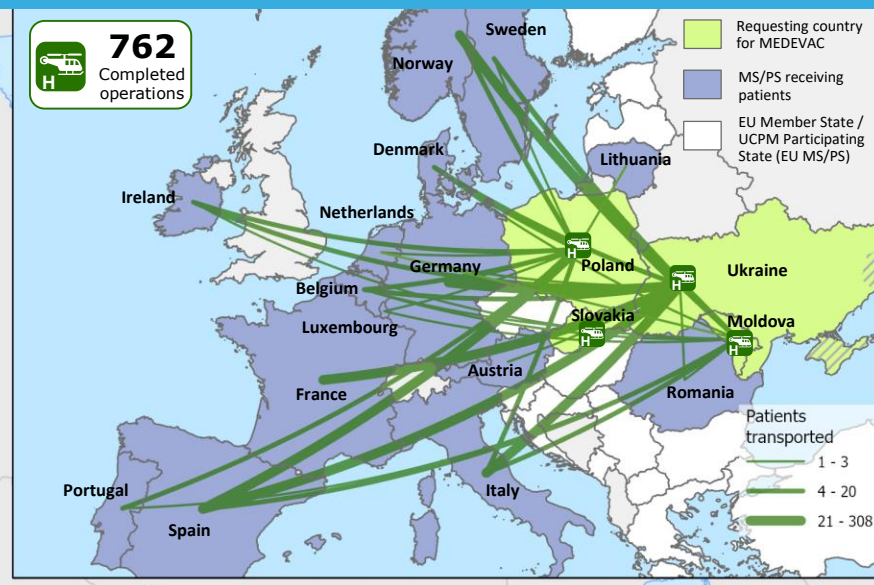 762
Completed
operations
H
Requesting country
for MEDEVAC
MS/PS receiving
patients
EU Member State /
UCPM Participating
State (EU MS/PS)
Sweden
Norway
Denmark
Lithuania
Ireland
Netherlands
H
Poland
Germany
Ukraine
H
Belgium
Slovakia
Moldova
Luxembourg
H
H
Austria
France
Romania
Patients
transported
1 - 3
4 - 20
21 - 308
Portugal
Italy
Spain